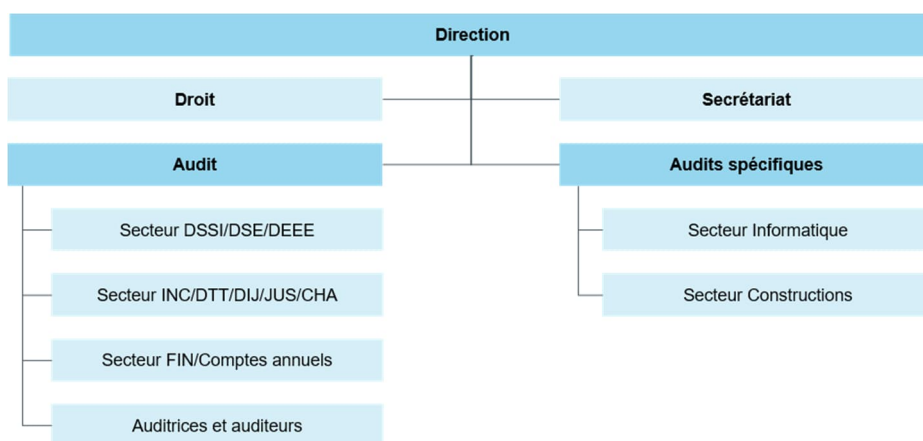 Direction
Droit
Secrétariat
Audit
Audits spécifiques
Secteur DSSI/DSE/DEEE
Secteur Informatique
Secteur INC/DTT/DIJ/JUS/CHA
Secteur Constructions
Secteur FIN/Comptes annuels
Auditrices et auditeurs